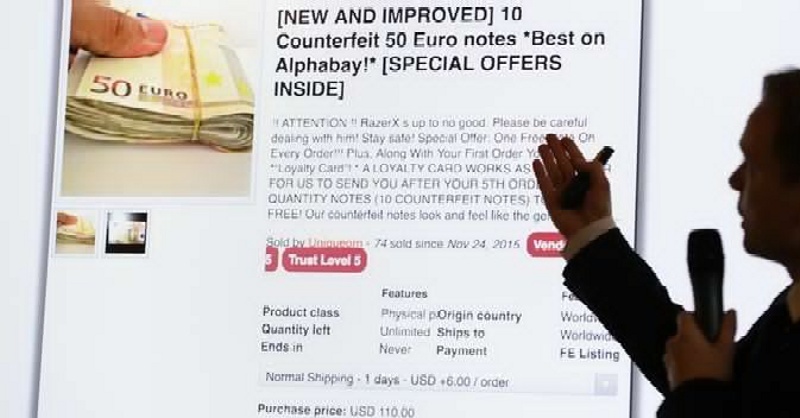 [NEW AND IMPROVED] 10
Counterfeit 50 Euro notes *Best on
Alphabay!* [SPECIAL OFFERS
INSIDE]
50 EURO
!! ATTENTION !! RazerX s up to no good. Please be careful
dealing with him! Stay safe! Special Offer: One Free On
Every Order!!! Plus, Along With Your First Order
*"Loyalty Card"! * A LOYALTY CARD WORKS AS
FOR US TO SEND YOU AFTER YOUR 5TH
QUANTITY NOTES (10 COUNTERFEIT NOTES)
FREE! Our counterfeit notes look and feel like the
Sold by - 74 sold since Nov 24, 2015
5 Trust Level 5
Features
Product class Physical Origin country
Quantity left Unlimited Ships to
Ends in Never Payment FE Listing
Normal Shipping - 1 days - USD +6.00 / order
Purchase price: USD 110.00